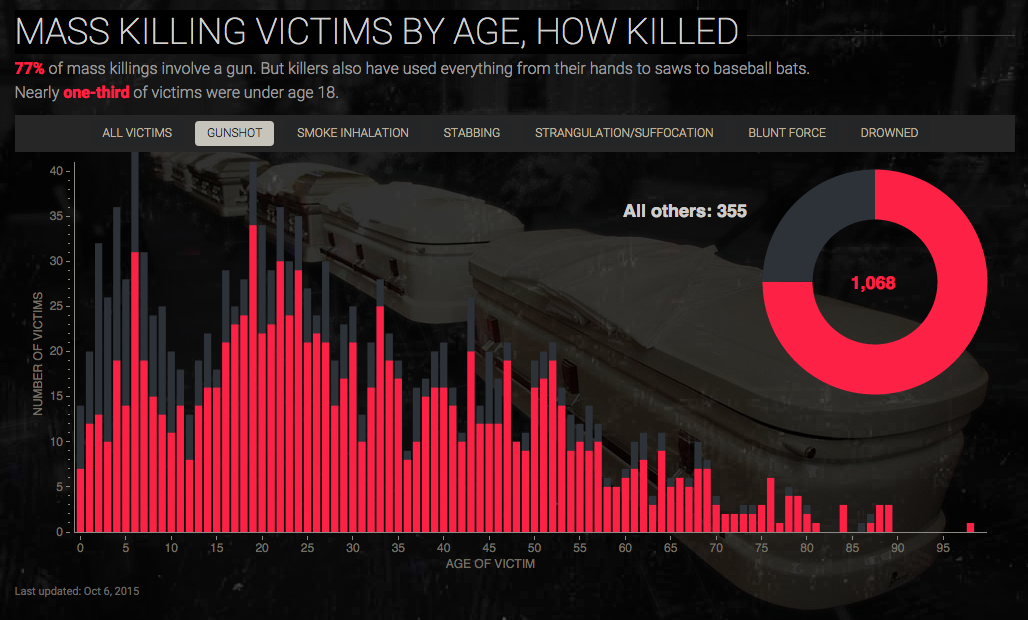 MASS KILLING VICTIMS BY AGE, HOW KILLED
77% of mass killings involve a gun. But killers also have used everything from their hands to saws to baseball bats.
Nearly one-third of victims were under age 18.
ALL VICTIMS GUNSHOT SMOKE INHALATION STABBING STRANGULATION/SUFFOCATION BLUNT FORCE DROWNED
40
35
30
25
20
15
10
5
0
NUMBER OF VICTIMS
All others: 355
1,068
0 5 10 15 20 25 30 35 40 45 50 55 60 65 70 75 80 85 90 95
AGE OF VICTIM
Last updated: Oct 6, 2015